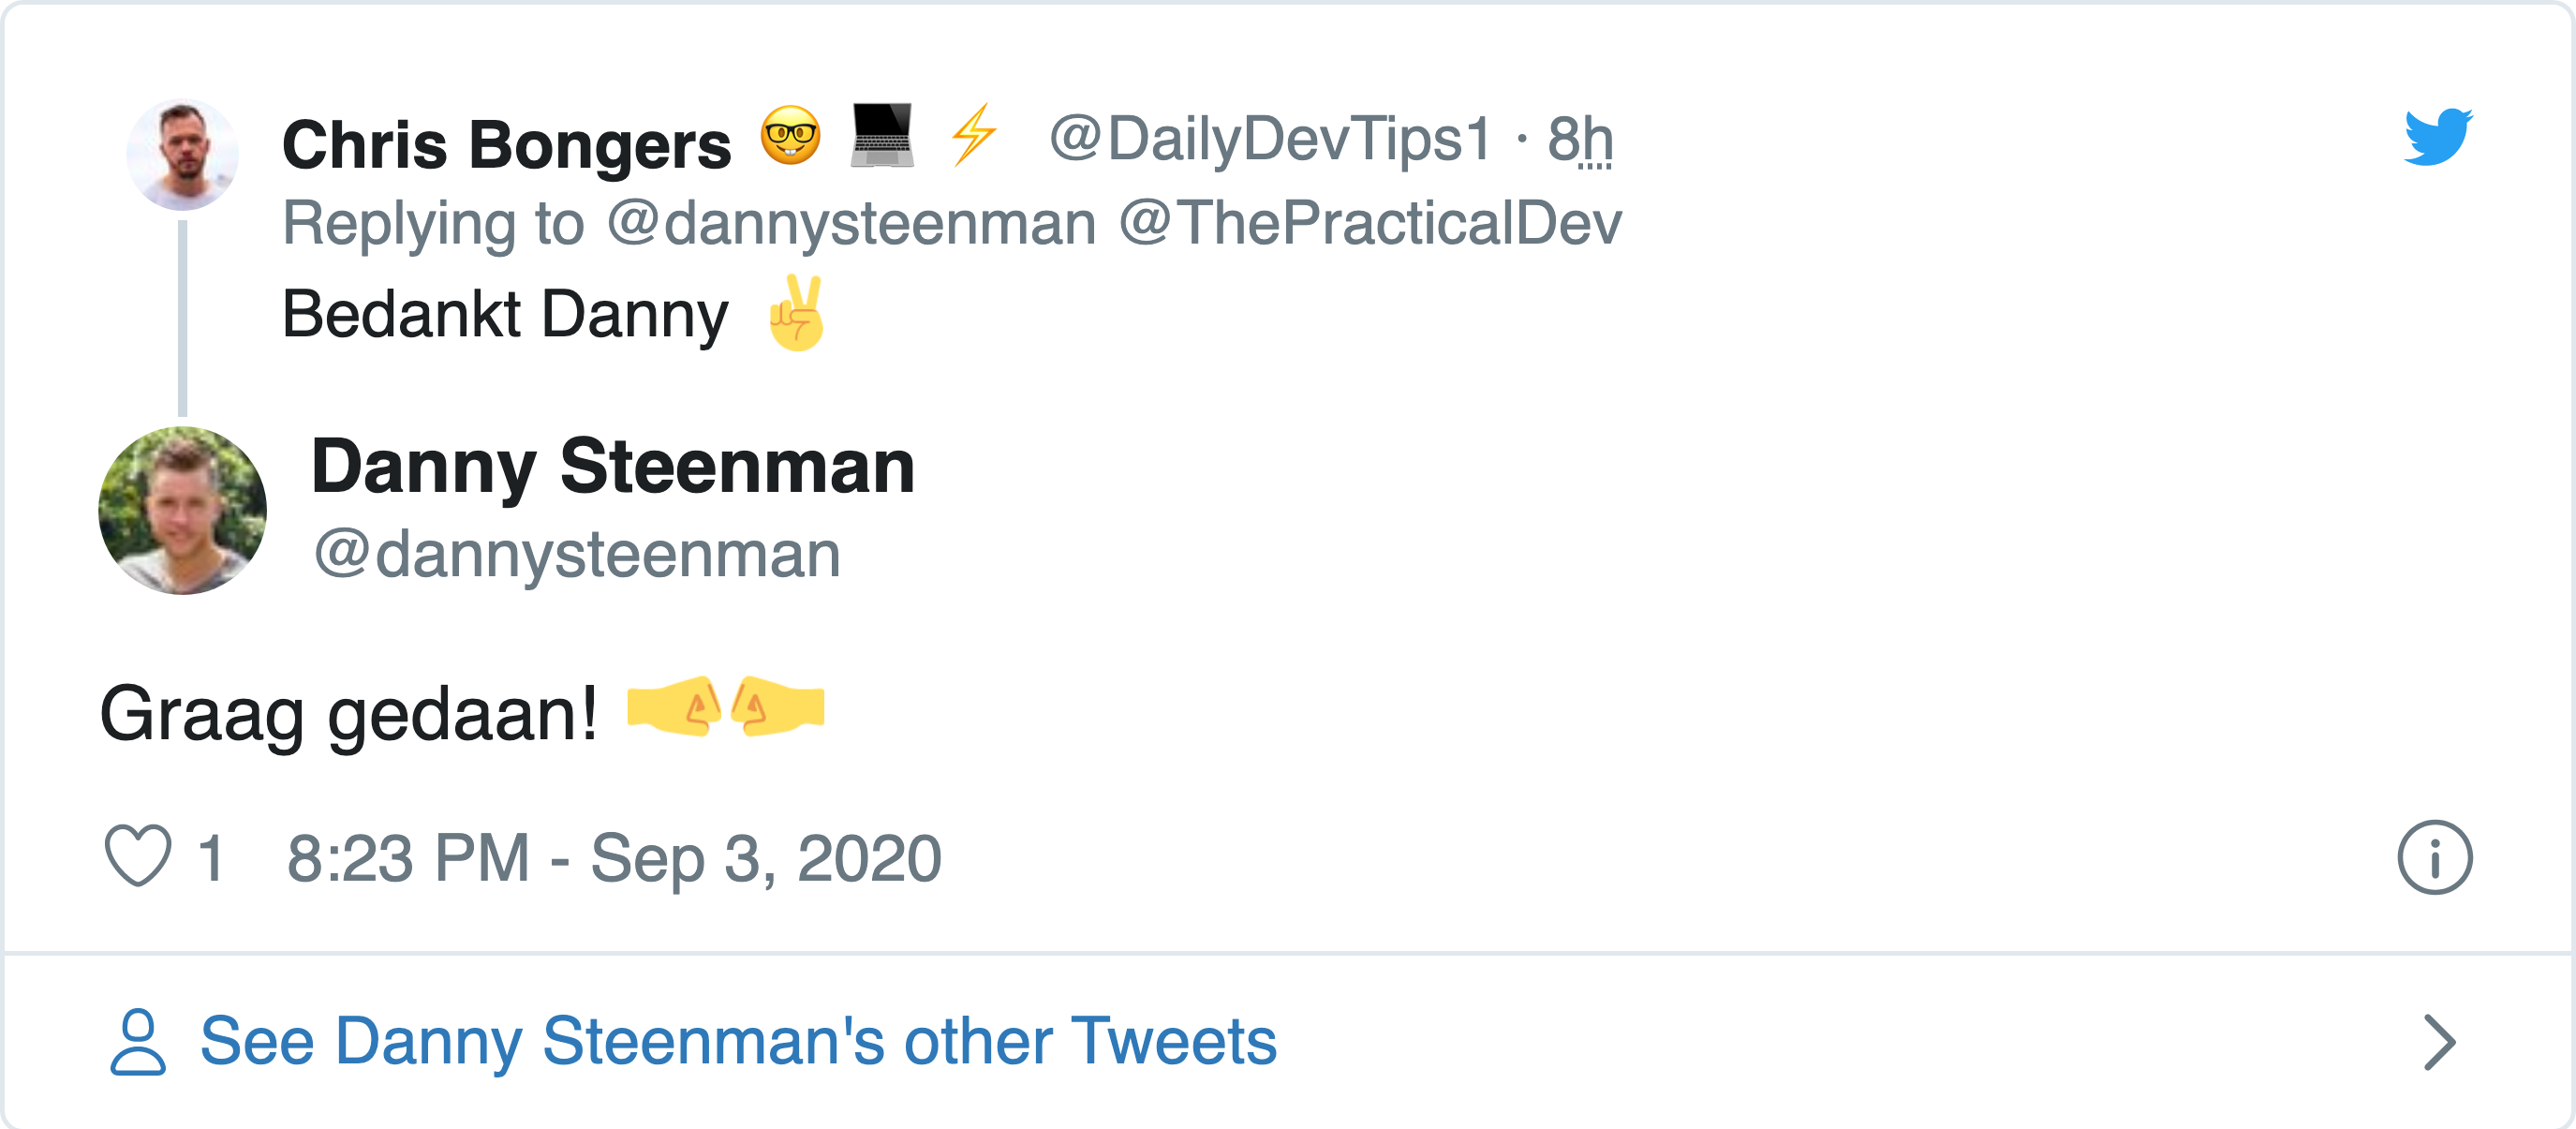 Chris Bongers 🤓 💻 ⚡ @DailyDevTips1 · 8h
Replying to @dannysteenman @ThePracticalDev
Bedankt Danny ✌
Danny Steenman
@dannysteenman
Graag gedaan! 🤜🤛
1 8:23 PM - Sep 3, 2020
See Danny Steenman's other Tweets